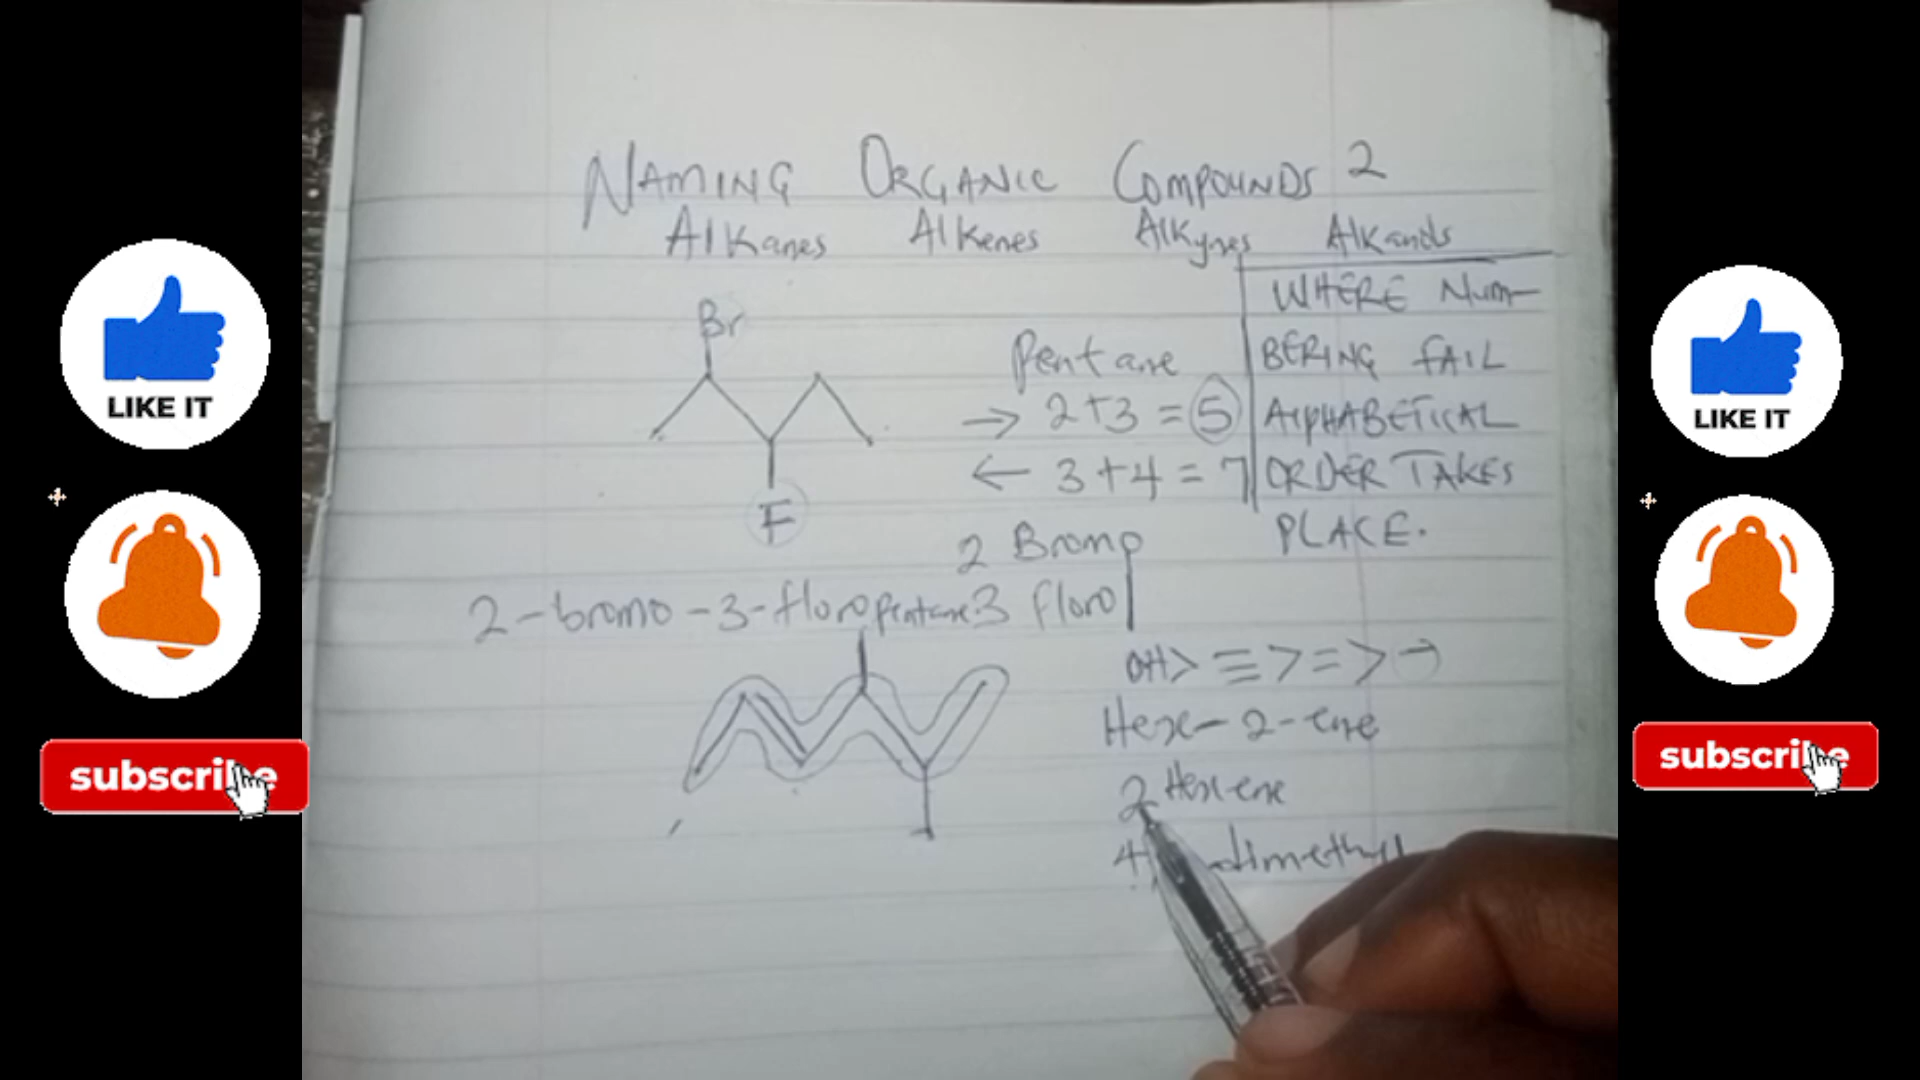 NAMING ORGANIC COMPOUNDS 2
Alkanes Alkenes Alkynes Alkanols
WHERE NUM-
BERING FAIL
ALPHABETICAL
ORDER TAKES
PLACE.
Br
F
Pentane
→ 2+3 = 5
← 3+4 = 7
2 Bromo
3 floro
2-bromo-3-floropentane
OH > ≡ > = > -
Hex-2-ene
2 Hexene
4, -dimethyl
LIKE IT
subscribe
LIKE IT
subscribe